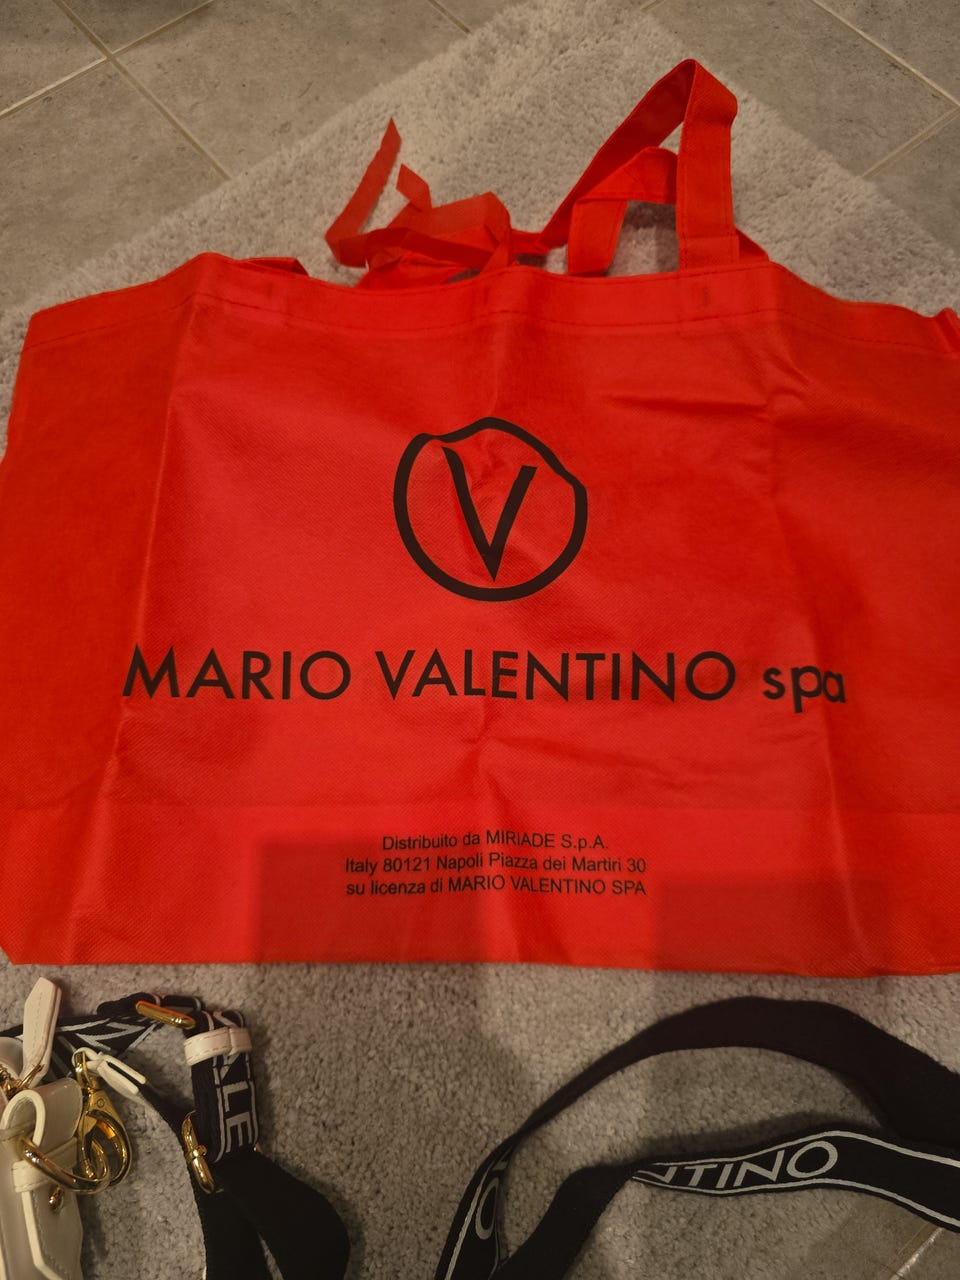 V
MARIO VALENTINO spa
Distribuito da MIRIADE S.p.A.
Italy 80121 Napoli Piazza dei Martiri 30
su licenza di MARIO VALENTINO SPA
LE
NTINO